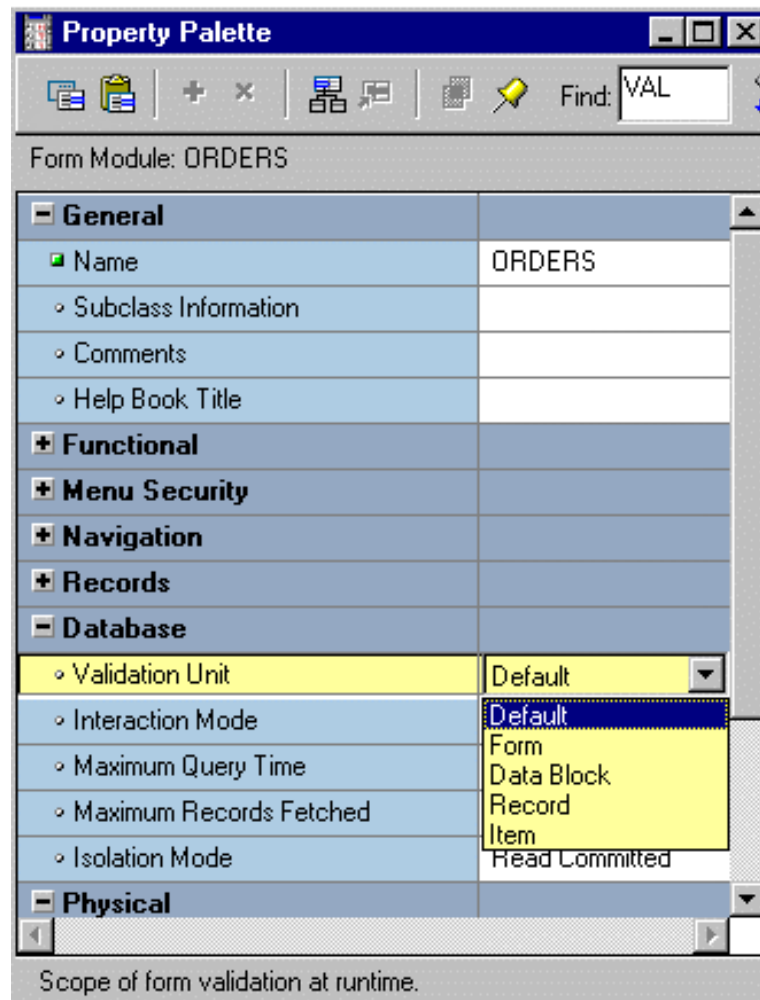 Property Palette
Find: VAL
Form Module: ORDERS
General
Name ORDERS
Subclass Information
Comments
Help Book Title
Functional
Menu Security
Navigation
Records
Database
Validation Unit Default
Interaction Mode Default
Form
Maximum Query Time Data Block
Maximum Records Fetched Record
Item
Isolation Mode Read Committed
Physical
Scope of form validation at runtime.